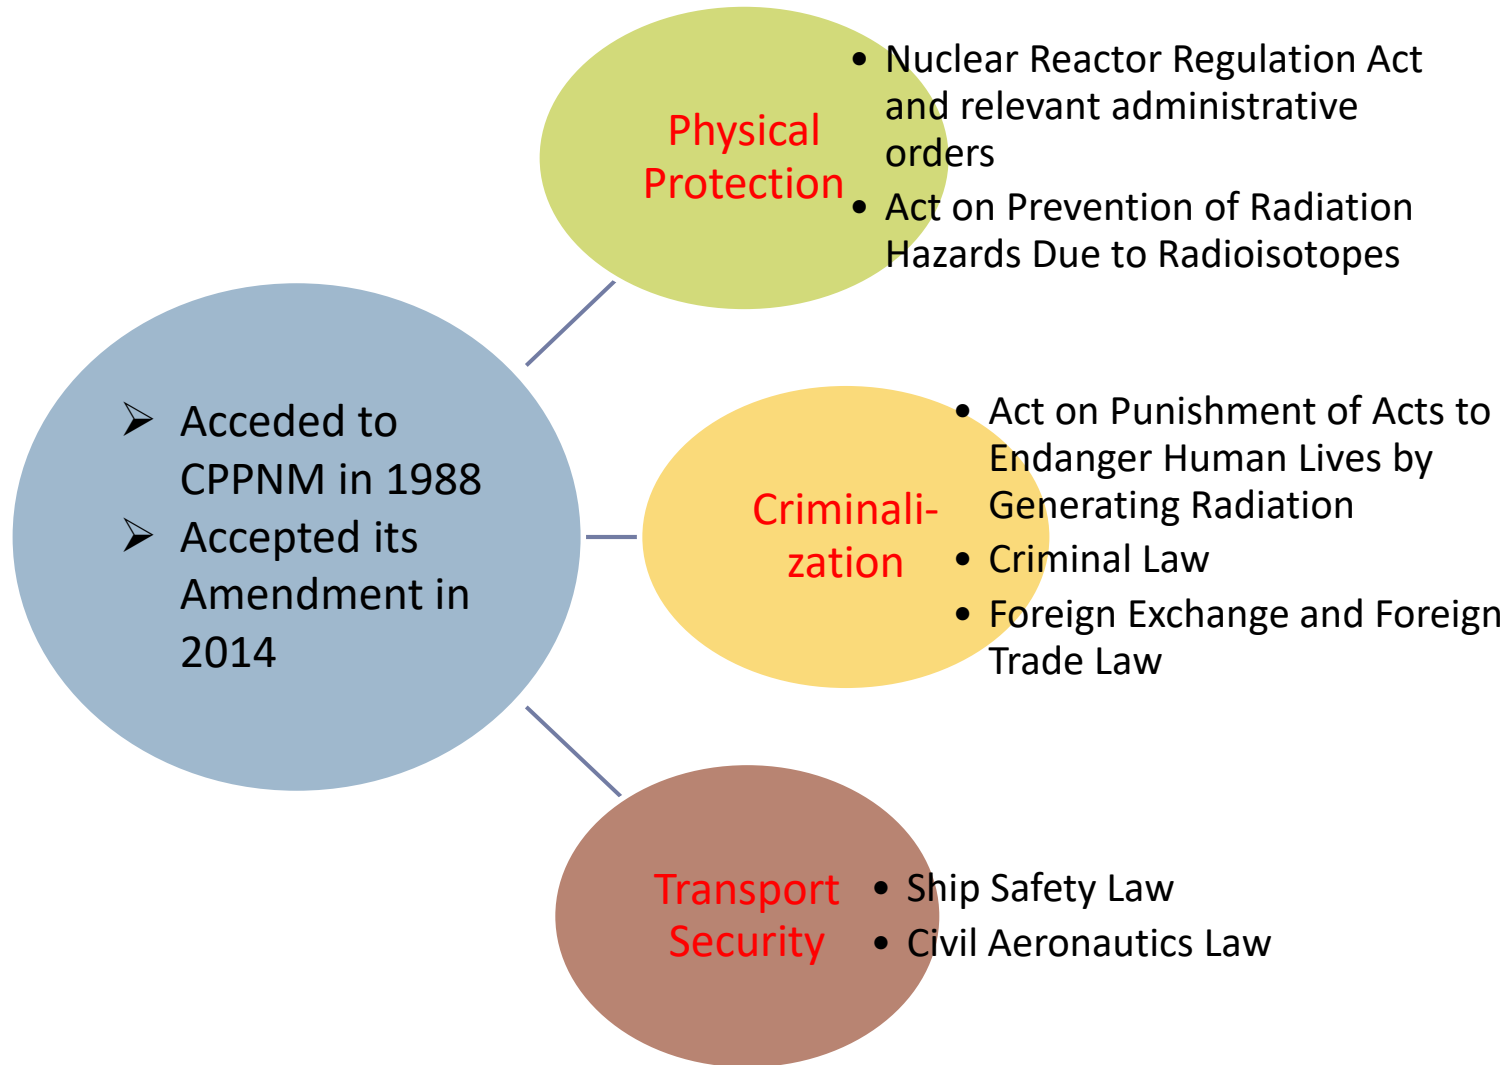 Physical
Protection
• Nuclear Reactor Regulation Act
and relevant administrative
orders
• Act on Prevention of Radiation
Hazards Due to Radioisotopes
➢ Acceded to
CPPNM in 1988
➢ Accepted its
Amendment in
2014
Criminali-
zation
• Act on Punishment of Acts to
Endanger Human Lives by
Generating Radiation
• Criminal Law
• Foreign Exchange and Foreign
Trade Law
Transport
Security
• Ship Safety Law
• Civil Aeronautics Law